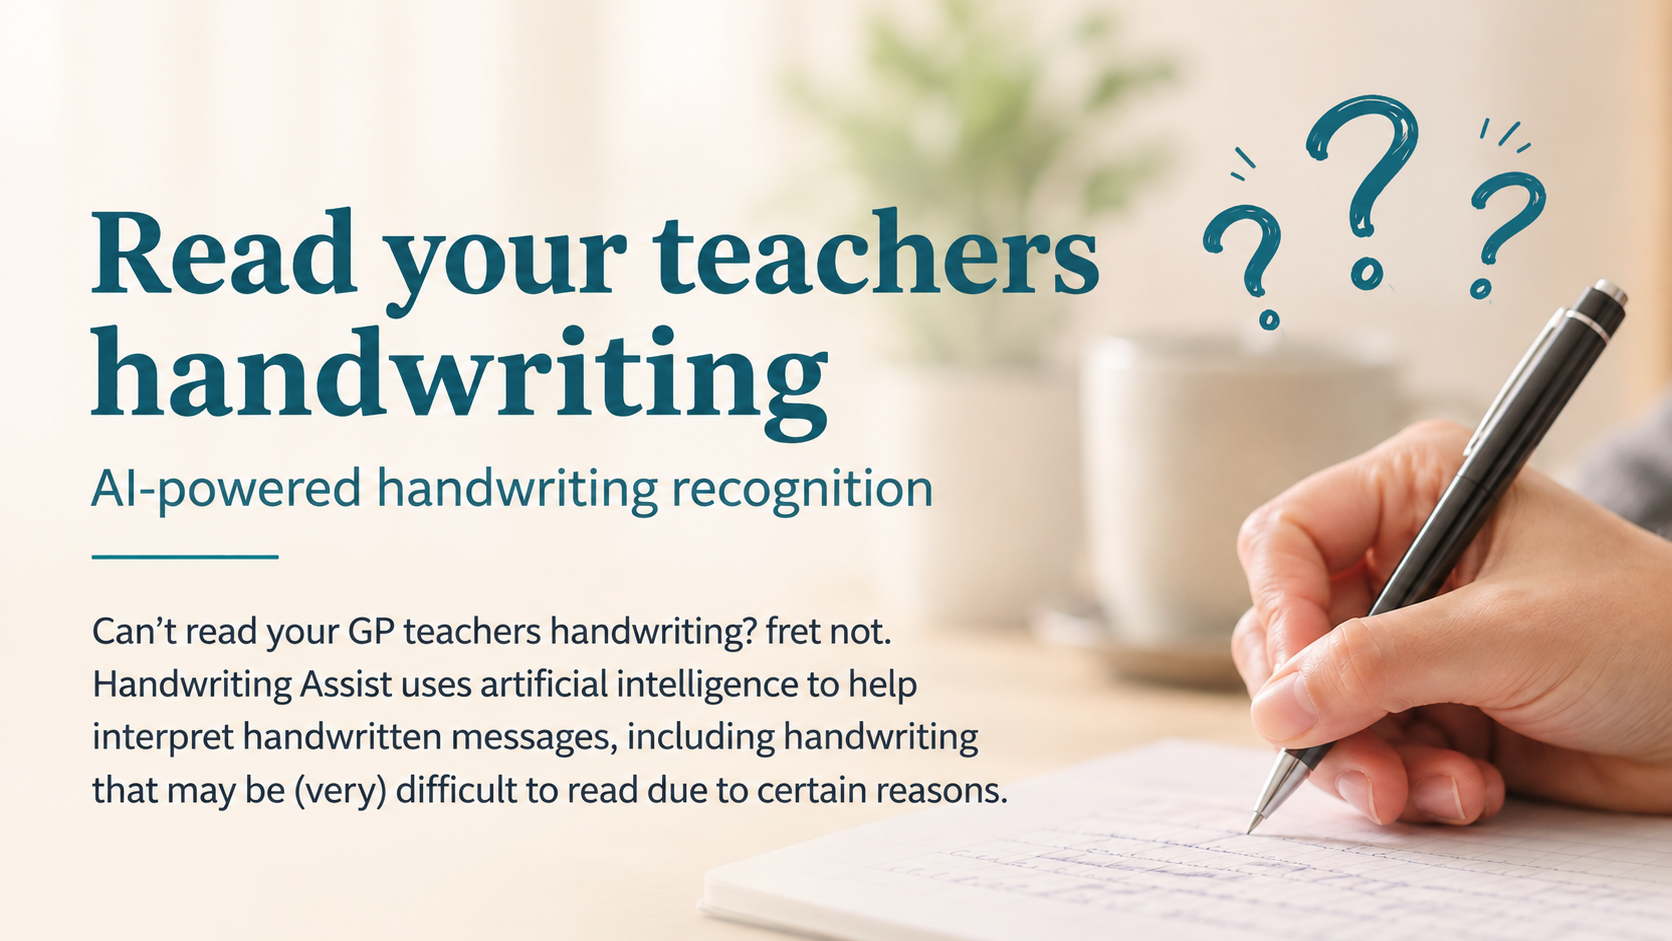 Read your teachers
handwriting
AI-powered handwriting recognition
Can’t read your GP teachers handwriting? fret not.
Handwriting Assist uses artificial intelligence to help
interpret handwritten messages, including handwriting
that may be (very) difficult to read due to certain reasons.